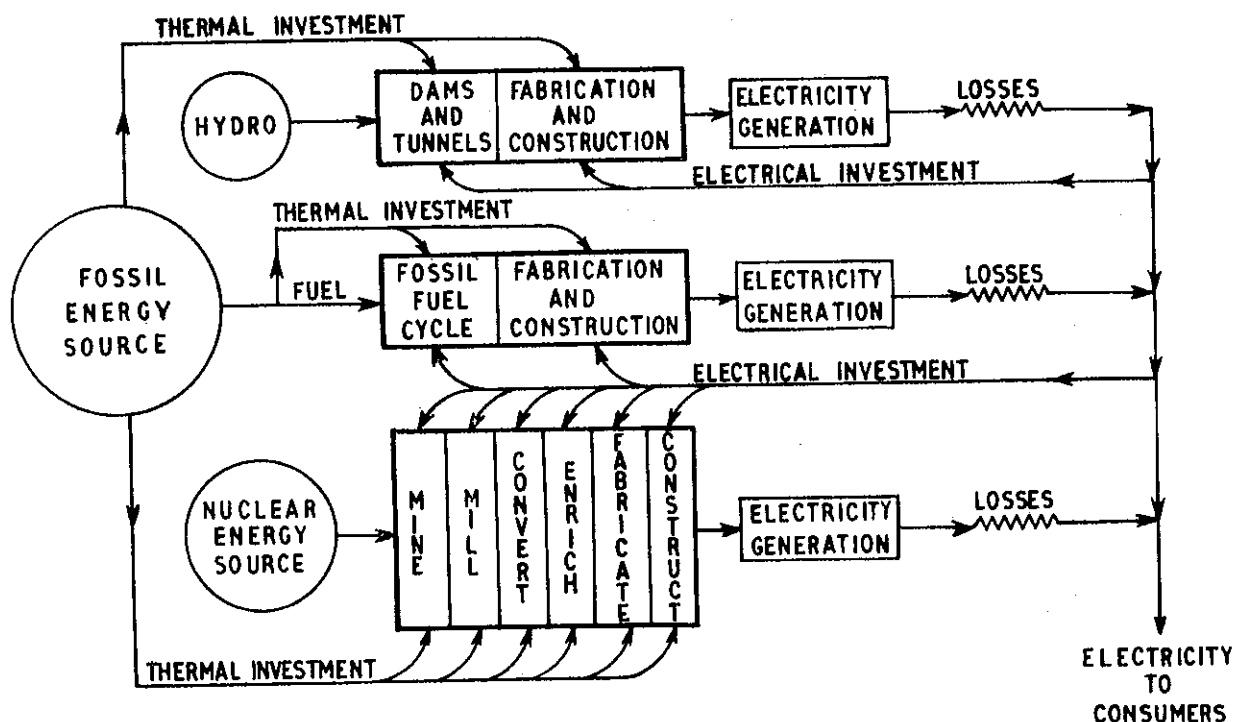 THERMAL INVESTMENT
HYDRO
DAMS
AND
TUNNELS
FABRICATION
AND
CONSTRUCTION
ELECTRICITY
GENERATION
LOSSES
ELECTRICAL INVESTMENT
THERMAL INVESTMENT
FOSSIL
ENERGY
SOURCE
FUEL
FOSSIL
FUEL
CYCLE
FABRICATION
AND
CONSTRUCTION
ELECTRICITY
GENERATION
LOSSES
ELECTRICAL INVESTMENT
NUCLEAR
ENERGY
SOURCE
MINE
MILL
CONVERT
ENRICH
FABRICATE
CONSTRUCT
ELECTRICITY
GENERATION
LOSSES
THERMAL INVESTMENT
ELECTRICITY
TO
CONSUMERS